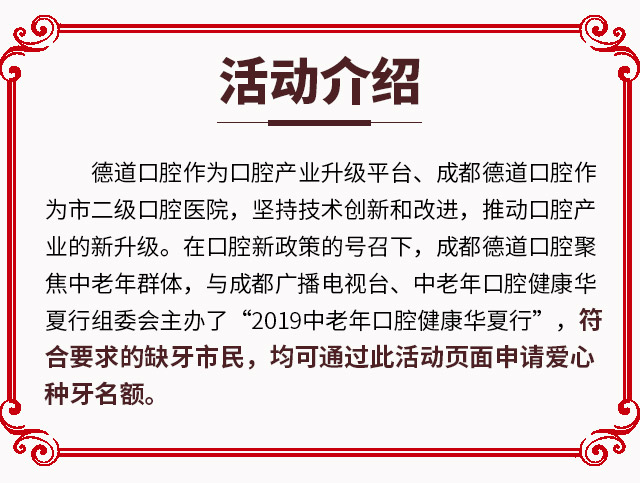 活动介绍
德道口腔作为口腔产业升级平台、成都德道口腔作
为市二级口腔医院，坚持技术创新和改进，推动口腔产
业的新升级。在口腔新政策的号召下，成都德道口腔聚
焦中老年群体，与成都广播电视台、中老年口腔健康华
夏行组委会主办了“2019中老年口腔健康华夏行”，符
合要求的缺牙市民，均可通过此活动页面申请爱心
种牙名额。